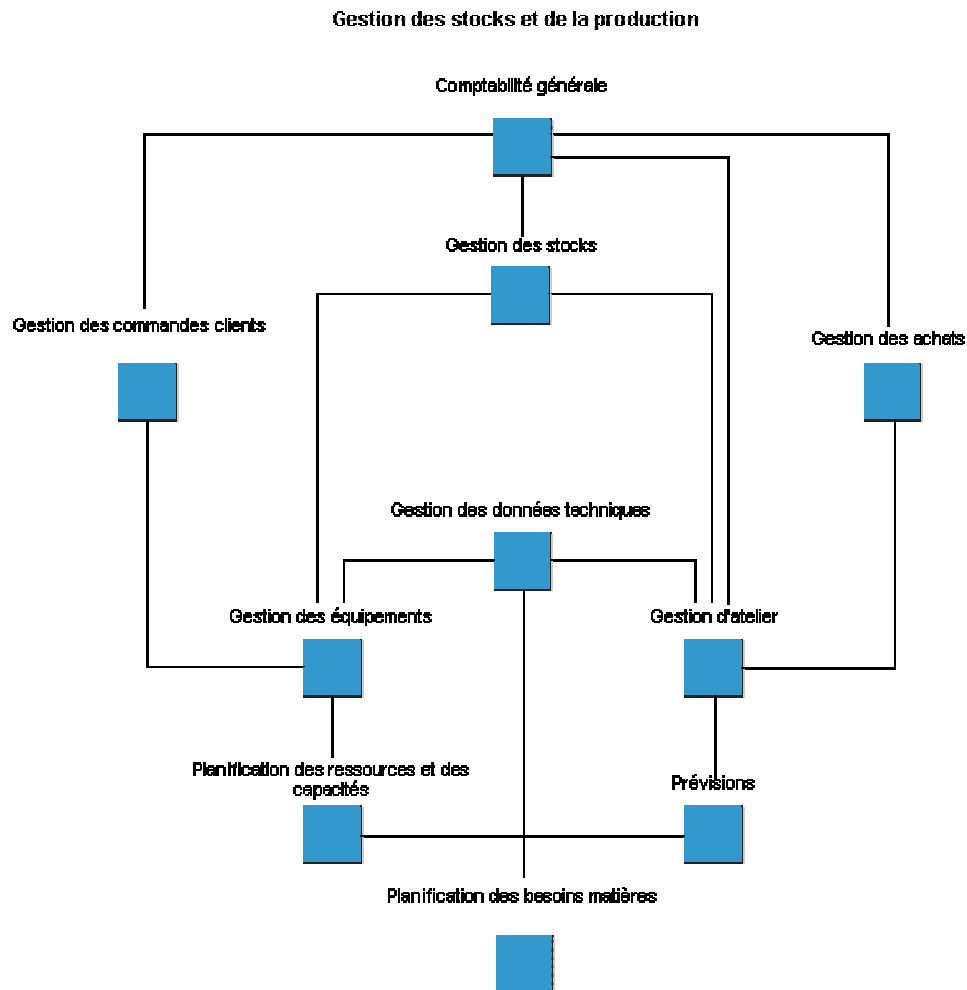 Gestion des stocks et de la production
Comptabilité générale
Gestion des stocks
Gestion des commandes clients
Gestion des achats
Gestion des données techniques
Gestion des équipements
Gestion d'atelier
Planification des ressources et des
capacités
Prévisions
Planification des besoins matières